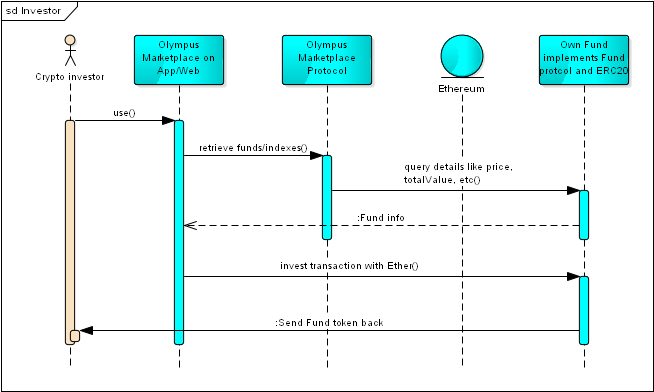 sd Investor
Crypto investor
Olympus
Marketplace on
App/Web
Olympus
Marketplace
Protocol
Ethereum
Own Fund
implements Fund
protcol and ERC20
use()
retrieve funds/indexes()
query details like price,
totalValue, etc()
:Fund info
invest transaction with Ether()
:Send Fund token back